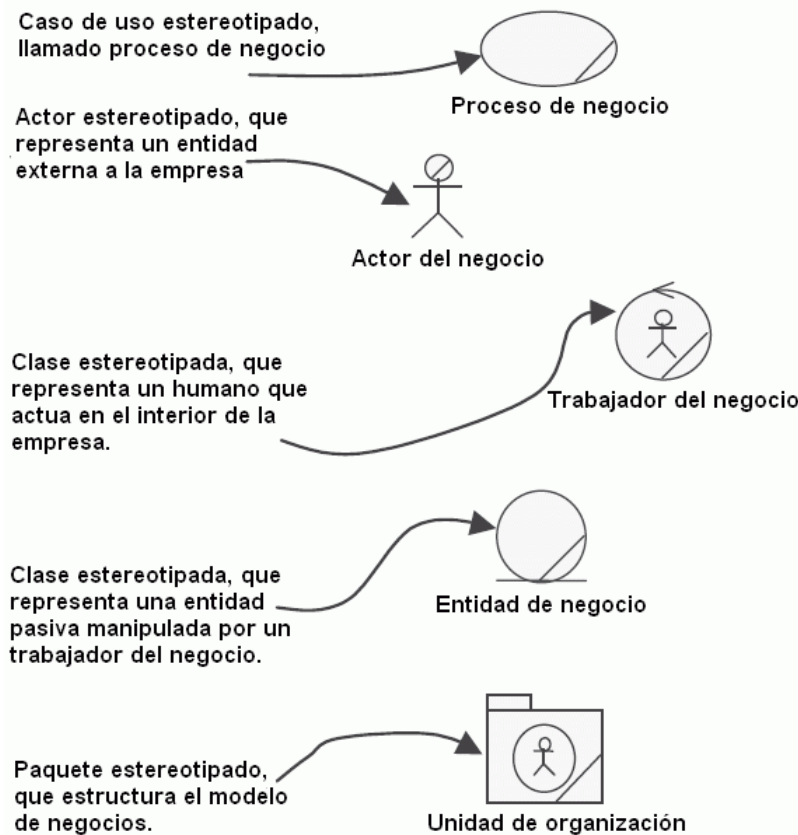 Caso de uso estereotipado,
llamado proceso de negocio
Proceso de negocio
Actor estereotipado, que
representa un entidad
externa a la empresa
Actor del negocio
Clase estereotipada, que
representa un humano que
actua en el interior de la
empresa.
Trabajador del negocio
Clase estereotipada, que
representa una entidad
pasiva manipulada por un
trabajador del negocio.
Entidad de negocio
Paquete estereotipado,
que estructura el modelo
de negocios.
Unidad de organización